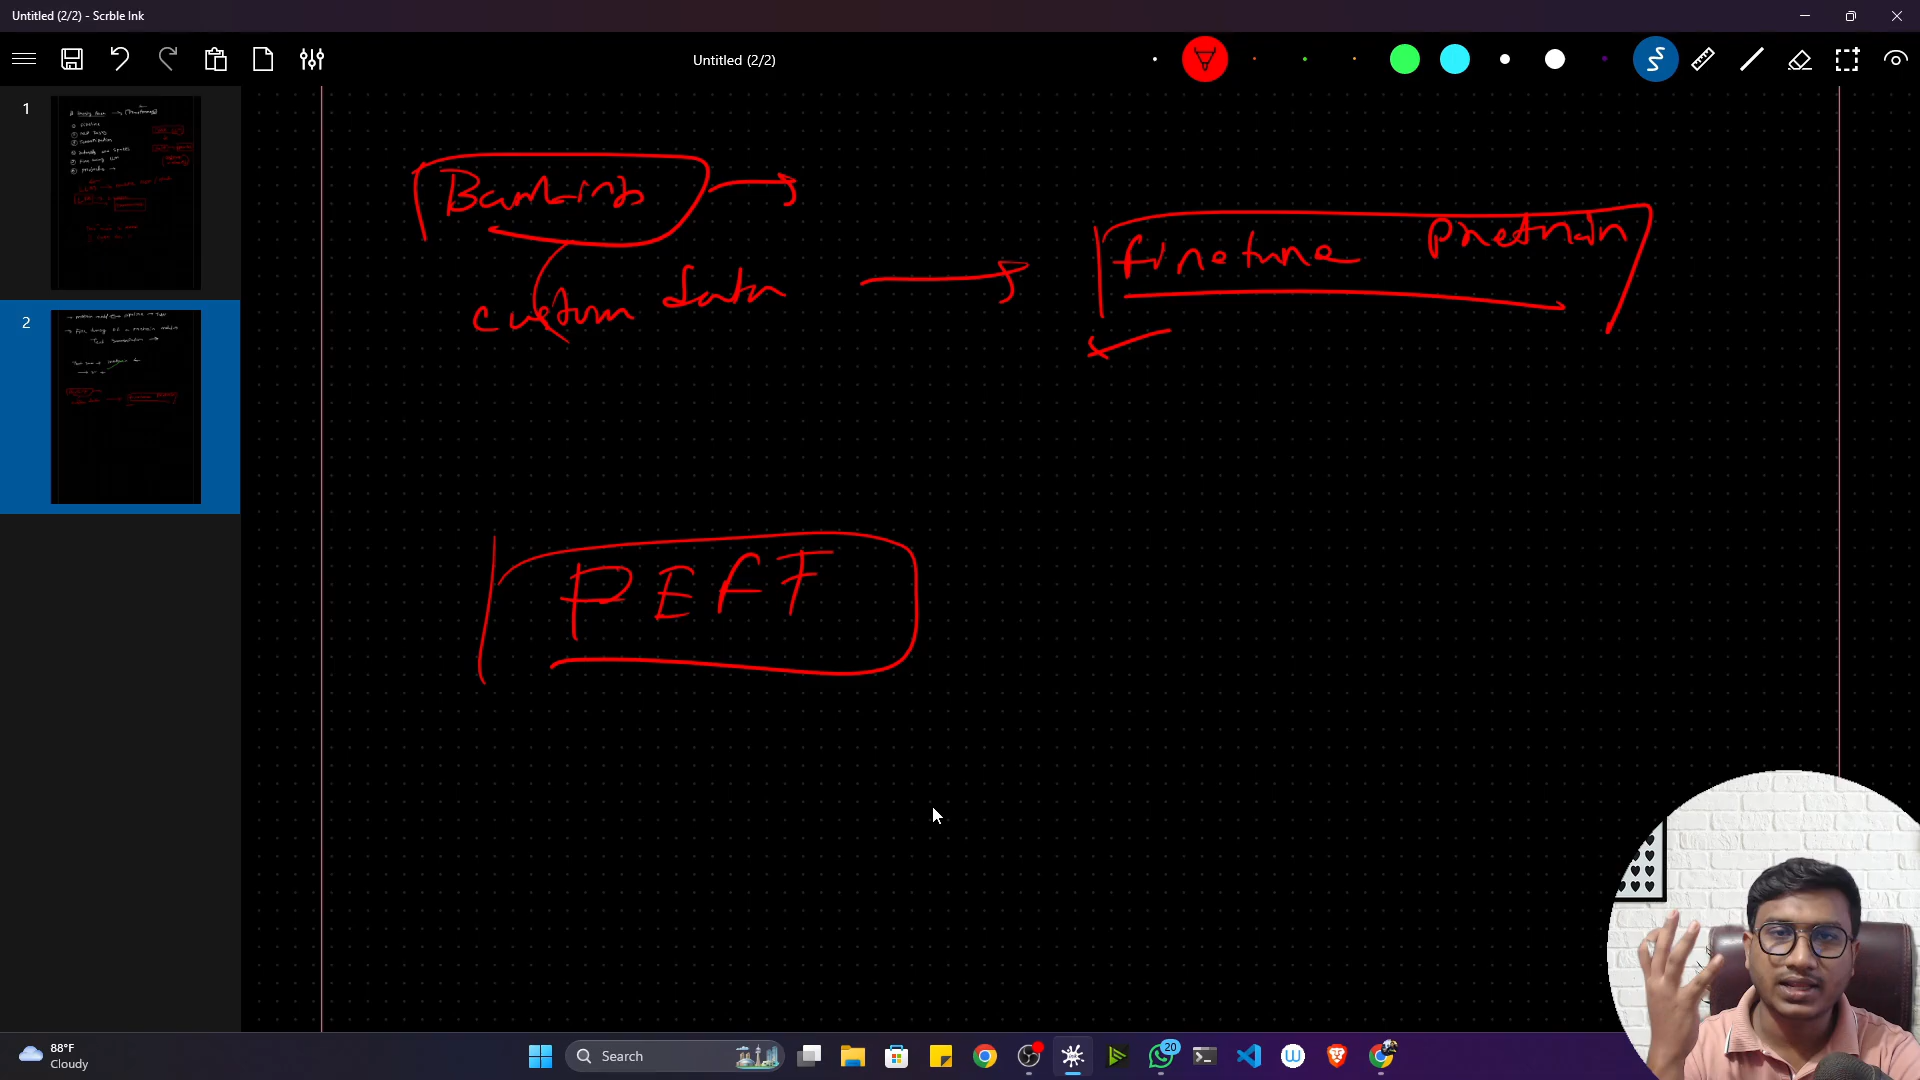 Untitled (2/2) - Scrble Ink
Untitled (2/2)
1
2
Banking
custom data
finetune pretrain
PEFT
88°F
Cloudy
Search
20